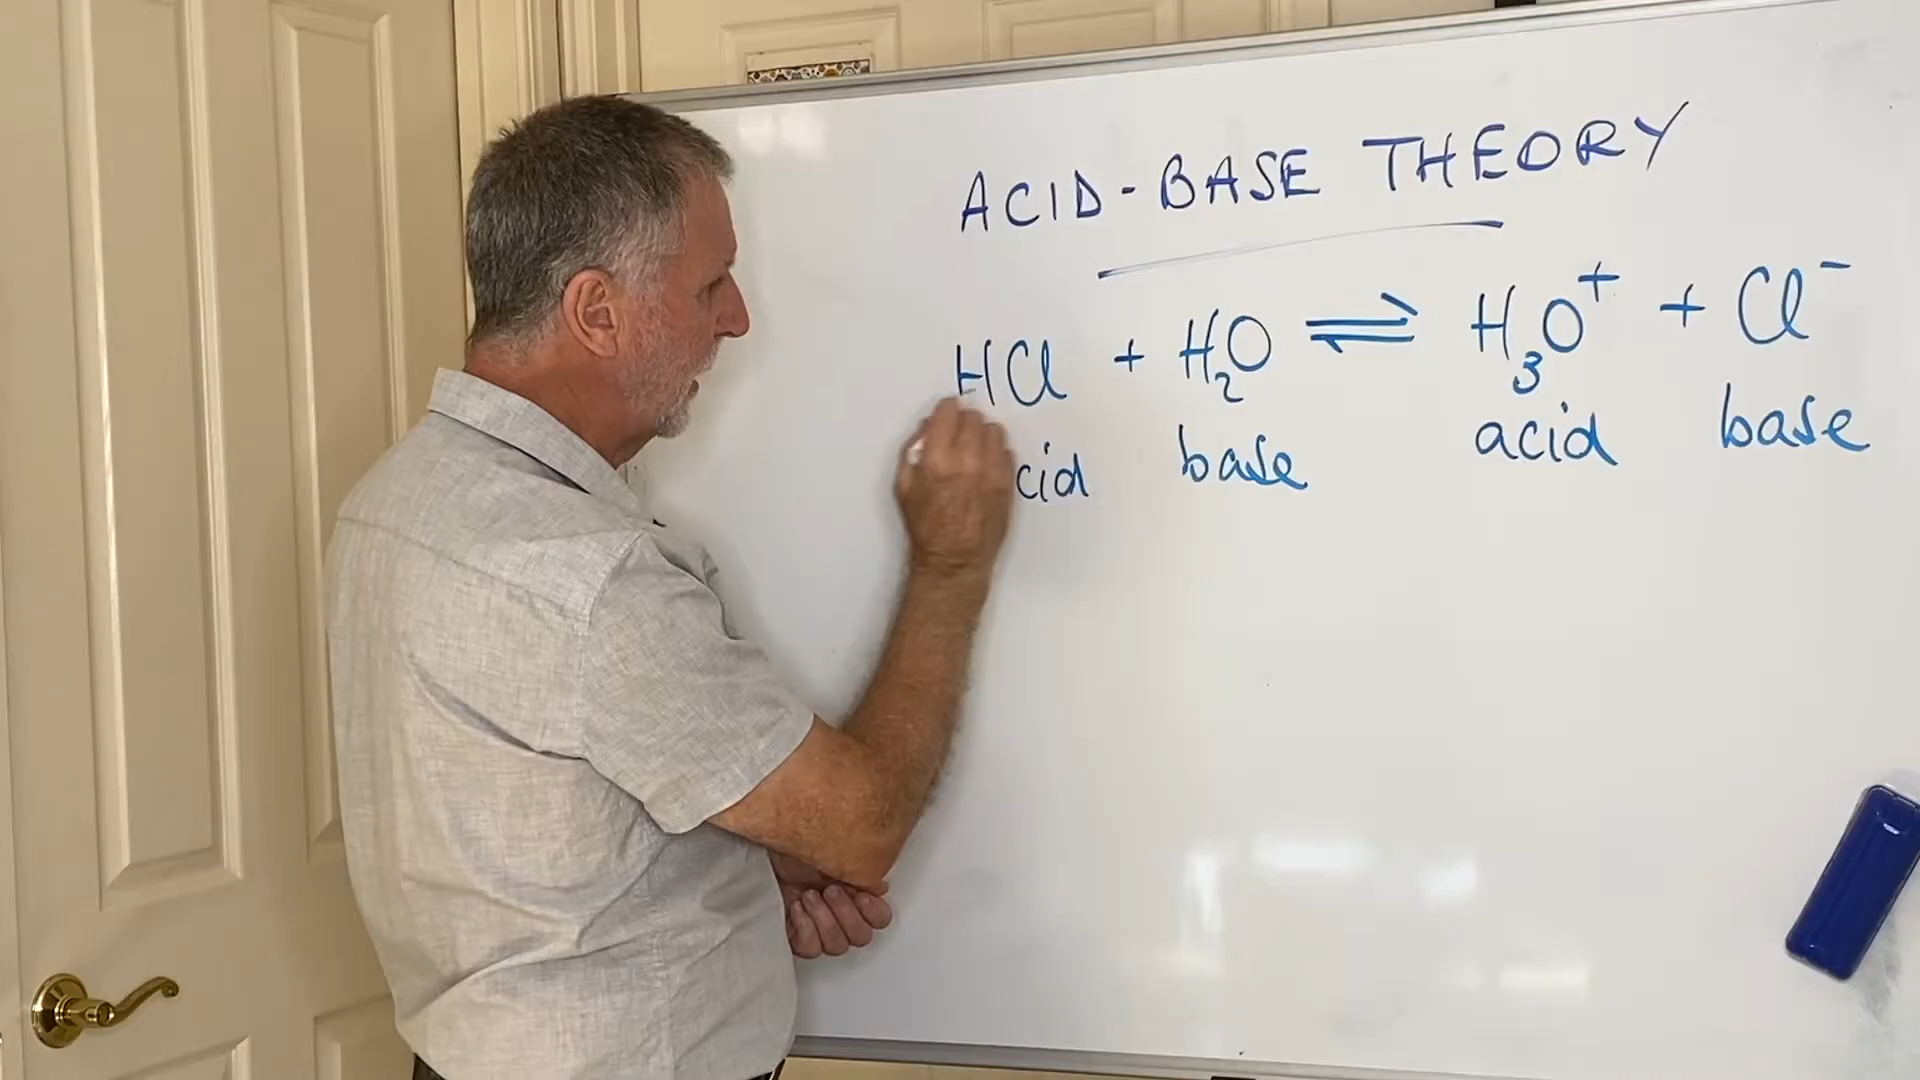 ACID-BASE THEORY
HCl + H₂O ⇌ H₃O⁺ + Cl⁻
cid base acid base